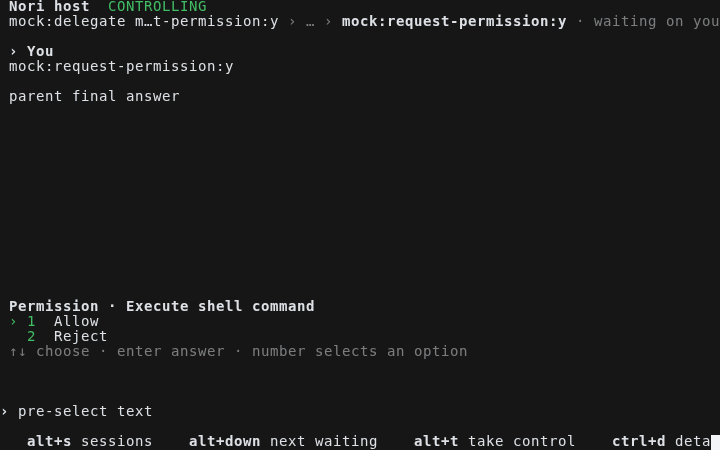 Nori host  CONTROLLING
mock:delegate m…t-permission:y › … › mock:request-permission:y · waiting on you
› You
mock:request-permission:y
parent final answer
Permission · Execute shell command
› 1  Allow
2  Reject
↑↓ choose · enter answer · number selects an option
› pre-select text
alt+s sessions    alt+down next waiting    alt+t take control    ctrl+d deta